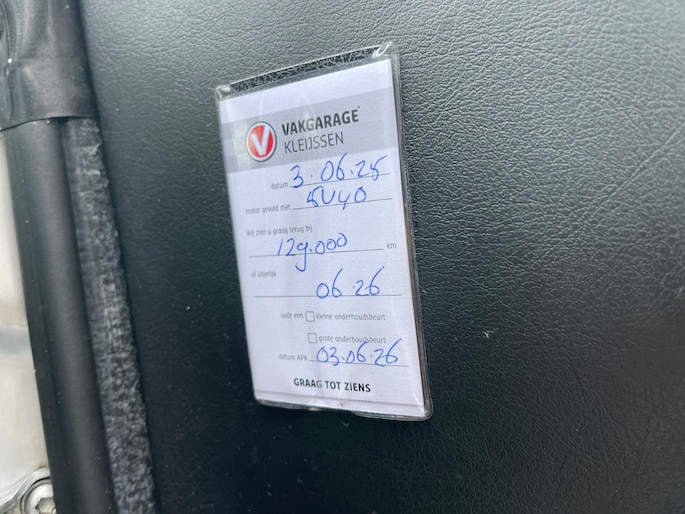 V
VAKGARAGE
KLEIJSSEN
datum 3.06.25
motor gevuld met 5W40
Wij zien u graag terug bij
129.000 km
of uiterlijk
06.26
voor een kleine onderhoudsbeurt
grote onderhoudsbeurt
datum APK 03.06.26
GRAAG TOT ZIENS